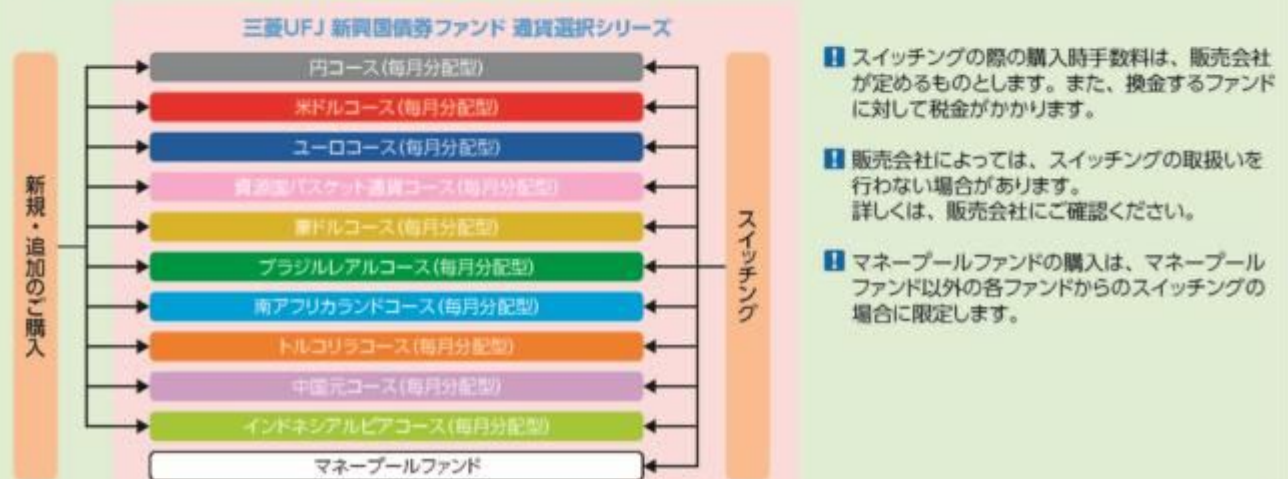 三菱UFJ 新興国債券ファンド 通貨選択シリーズ
新規・追加のご購入
円コース(毎月分配型)
米ドルコース(毎月分配型)
ユーロコース(毎月分配型)
資源国バスケット通貨コース(毎月分配型)
豪ドルコース(毎月分配型)
ブラジルレアルコース(毎月分配型)
南アフリカランドコース(毎月分配型)
トルコリラコース(毎月分配型)
中国元コース(毎月分配型)
インドネシアルピアコース(毎月分配型)
マネープールファンド
スイッチング
! スイッチングの際の購入時手数料は、販売会社
が定めるものとします。また、換金するファンド
に対して税金がかかります。
! 販売会社によっては、スイッチングの取扱いを
行わない場合があります。
詳しくは、販売会社にご確認ください。
! マネープールファンドの購入は、マネープール
ファンド以外の各ファンドからのスイッチングの
場合に限定します。